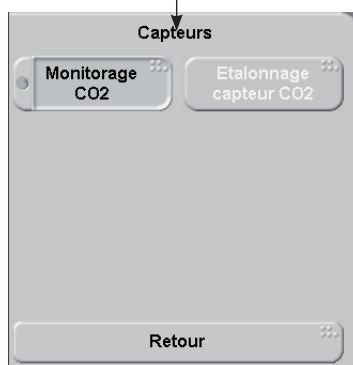 Capteurs
Monitorage
CO2
Etalonnage
capteur CO2
Retour